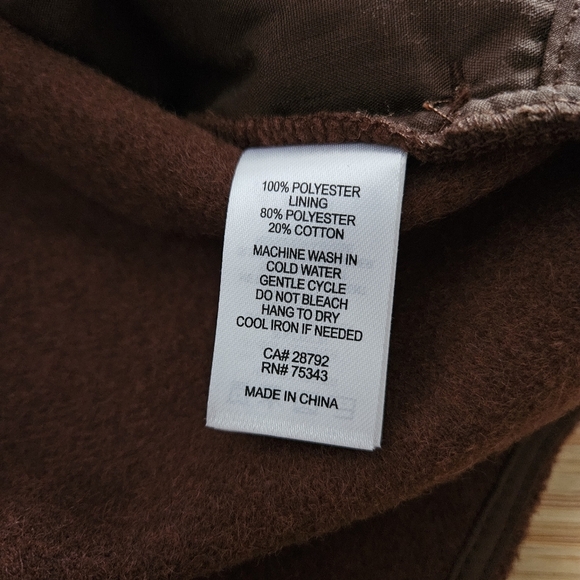 100% POLYESTER
LINING
80% POLYESTER
20% COTTON
MACHINE WASH IN
COLD WATER
GENTLE CYCLE
DO NOT BLEACH
HANG TO DRY
COOL IRON IF NEEDED
CA# 28792
RN# 75343
MADE IN CHINA